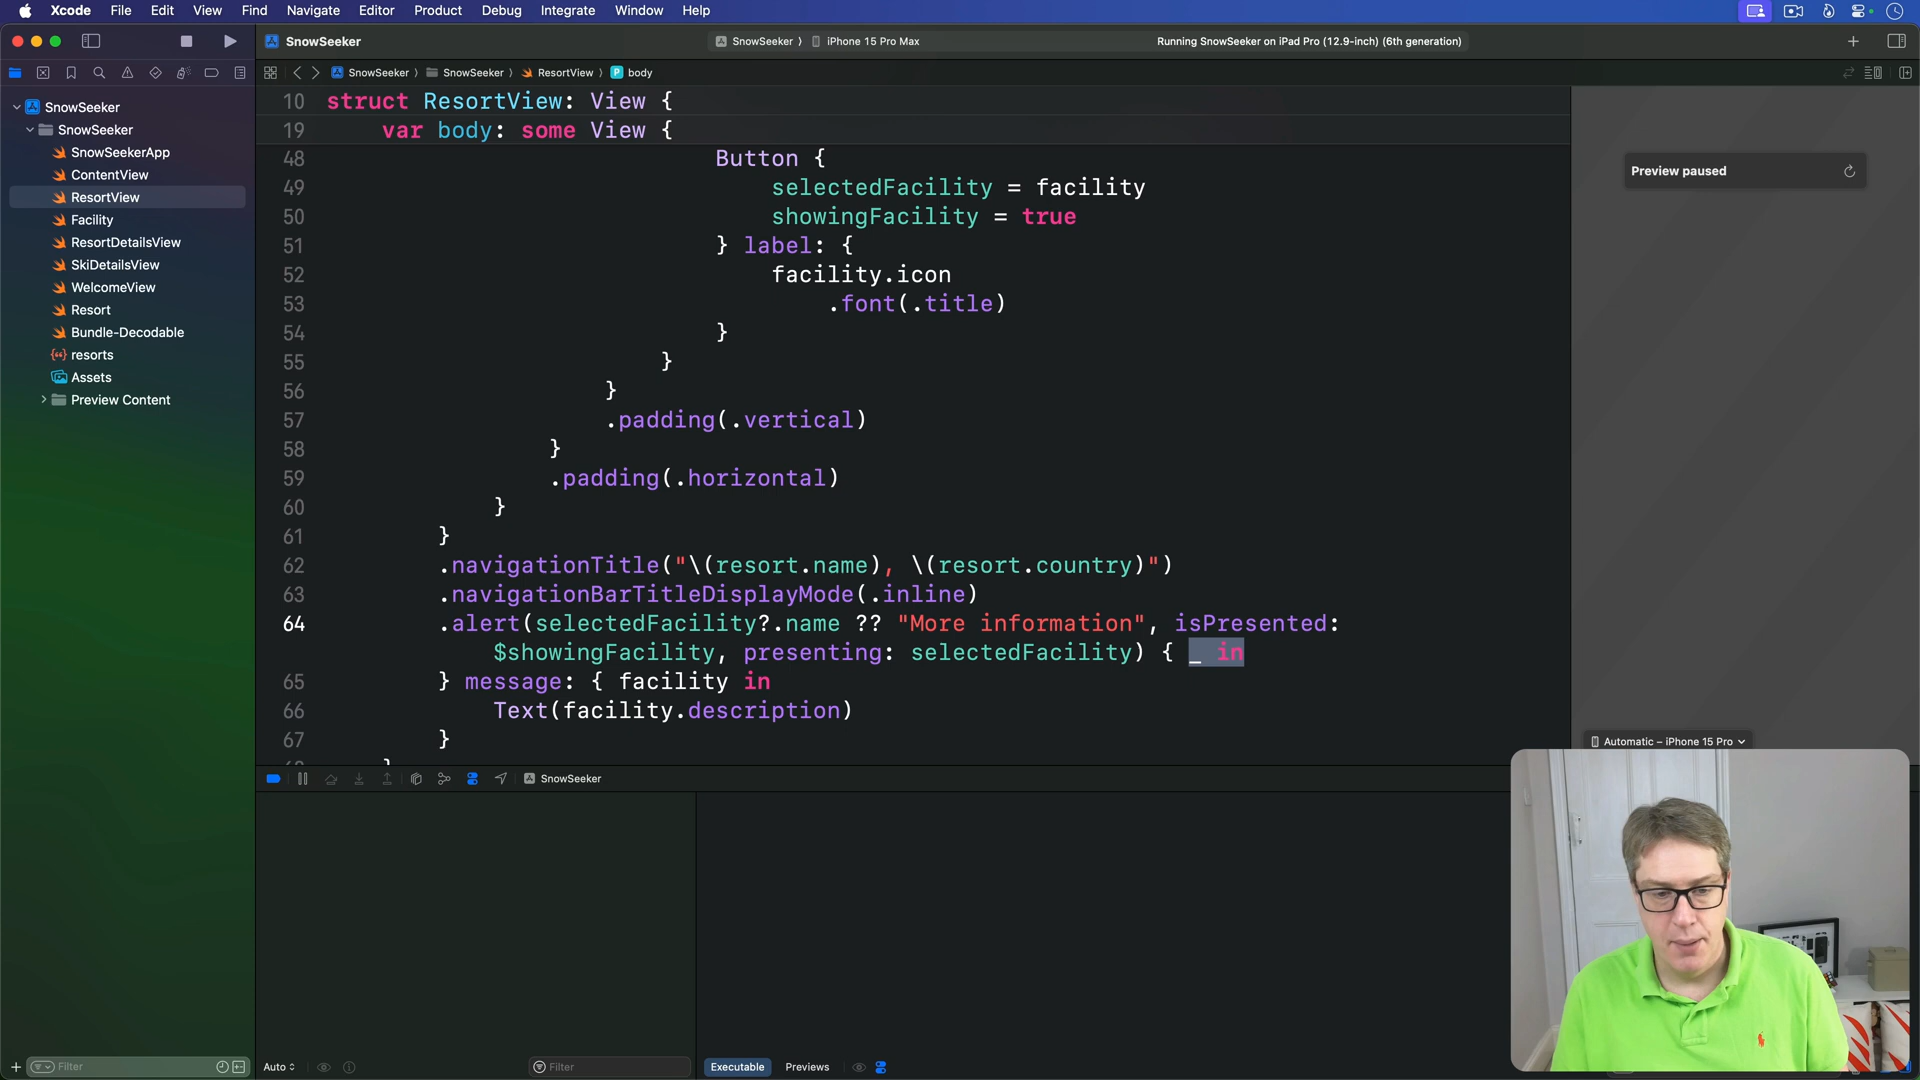 Xcode File Edit View Find Navigate Editor Product Debug Integrate Window Help
SnowSeeker
SnowSeeker 〉 iPhone 15 Pro Max
Running SnowSeeker on iPad Pro (12.9-inch) (6th generation)
SnowSeeker 〉 SnowSeeker 〉 ResortView 〉 P body
SnowSeeker
SnowSeeker
SnowSeekerApp
ContentView
ResortView
Facility
ResortDetailsView
SkiDetailsView
WelcomeView
Resort
Bundle-Decodable
resorts
Assets
Preview Content
Filter
10 struct ResortView: View {
19 var body: some View {
48 Button {
49 selectedFacility = facility
50 showingFacility = true
51 } label: {
52 facility.icon
53 .font(.title)
54 }
55 }
56 }
57 .padding(.vertical)
58 }
59 .padding(.horizontal)
60 }
61 }
62 .navigationTitle("\(resort.name), \(resort.country)")
63 .navigationBarTitleDisplayMode(.inline)
64 .alert(selectedFacility?.name ?? "More information", isPresented:
$showingFacility, presenting: selectedFacility) { _ in
65 } message: { facility in
66 Text(facility.description)
67 }
Preview paused
Automatic – iPhone 15 Pro
SnowSeeker
Auto
Filter
Executable Previews